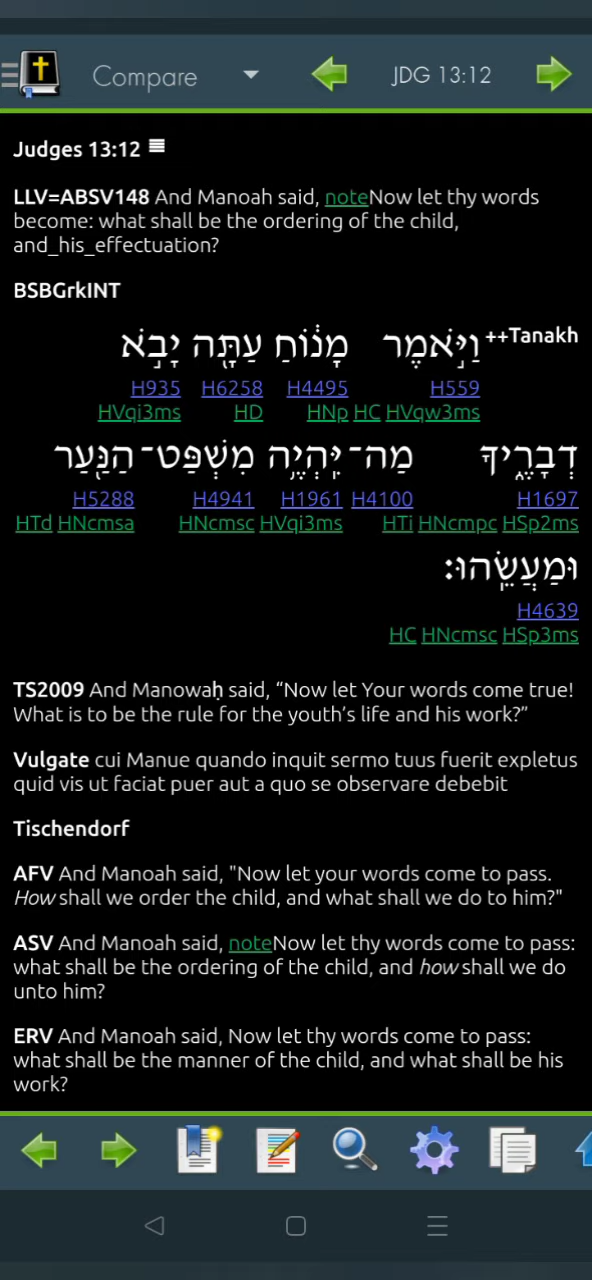 Compare
JDG 13:12
Judges 13:12
LLV=ABSV148 And Manoah said, noteNow let thy words
become: what shall be the ordering of the child,
and_his_effectuation?
BSBGrkINT
++Tanakh וַיֹּ֣אמֶר מָנ֔וֹחַ עַתָּ֖ה יָבֹ֣א
H935 H6258 H4495 H559
HVqi3ms HD HNp HC HVqw3ms
דְבָרֶ֑יךָ מַה־יִּֽהְיֶ֥ה מִשְׁפַּט־הַנַּ֖עַר
H5288 H4941 H1961 H4100 H1697
HTd HNcmsa HNcmsc HVqi3ms HTi HNcmpc HSp2ms
וּמַעֲשֵֽׂהוּ׃
H4639
HC HNcmsc HSp3ms
TS2009 And Manowaḥ said, “Now let Your words come true!
What is to be the rule for the youth’s life and his work?”
Vulgate cui Manue quando inquit sermo tuus fuerit expletus
quid vis ut faciat puer aut a quo se observare debebit
Tischendorf
AFV And Manoah said, "Now let your words come to pass.
How shall we order the child, and what shall we do to him?"
ASV And Manoah said, noteNow let thy words come to pass:
what shall be the ordering of the child, and how shall we do
unto him?
ERV And Manoah said, Now let thy words come to pass:
what shall be the manner of the child, and what shall be his
work?